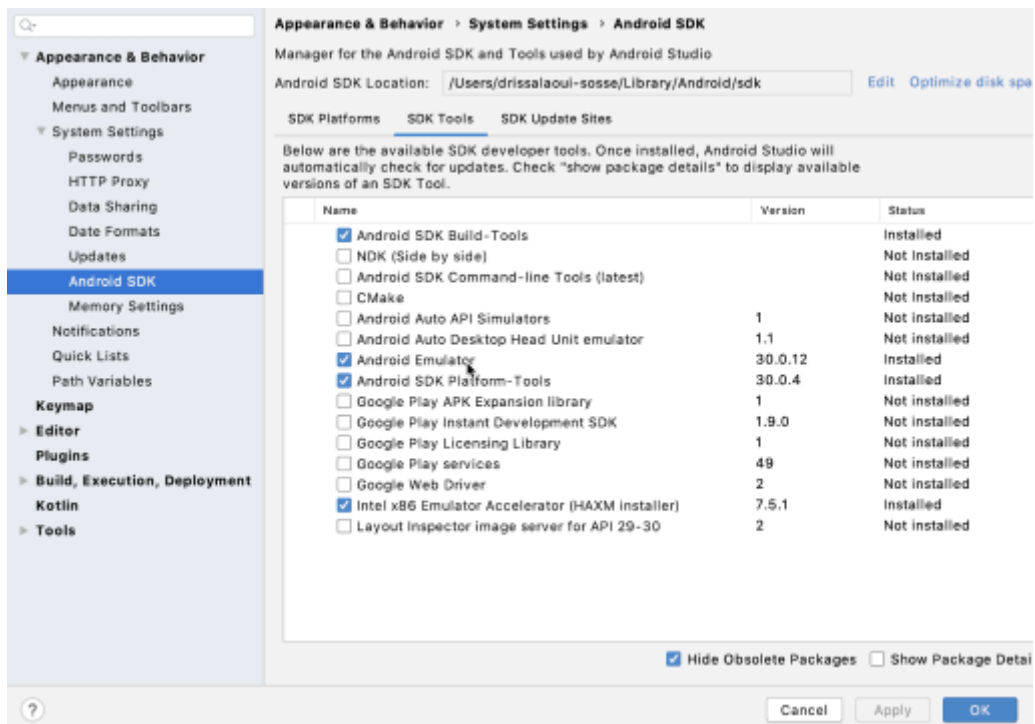 Appearance & Behavior › System Settings › Android SDK
Manager for the Android SDK and Tools used by Android Studio
Android SDK Location: /Users/drissalaoui-sosse/Library/Android/sdk Edit Optimize disk spa
Appearance & Behavior
Appearance
Menus and Toolbars
System Settings
Passwords
HTTP Proxy
Data Sharing
Date Formats
Updates
Android SDK
Memory Settings
Notifications
Quick Lists
Path Variables
Keymap
Editor
Plugins
Build, Execution, Deployment
Kotlin
Tools
SDK Platforms SDK Tools SDK Update Sites
Below are the available SDK developer tools. Once installed, Android Studio will
automatically check for updates. Check "show package details" to display available
versions of an SDK Tool.
Name Version Status
Android SDK Build-Tools Installed
NDK (Side by side) Not Installed
Android SDK Command-line Tools (latest) Not Installed
CMake Not Installed
Android Auto API Simulators 1 Not installed
Android Auto Desktop Head Unit emulator 1.1 Not installed
Android Emulator 30.0.12 Installed
Android SDK Platform-Tools 30.0.4 Installed
Google Play APK Expansion library 1 Not installed
Google Play Instant Development SDK 1.9.0 Not installed
Google Play Licensing Library 1 Not installed
Google Play services 49 Not installed
Google Web Driver 2 Not installed
Intel x86 Emulator Accelerator (HAXM installer) 7.5.1 Installed
Layout Inspector image server for API 29-30 2 Not installed
Hide Obsolete Packages Show Package Detai
? Cancel Apply OK